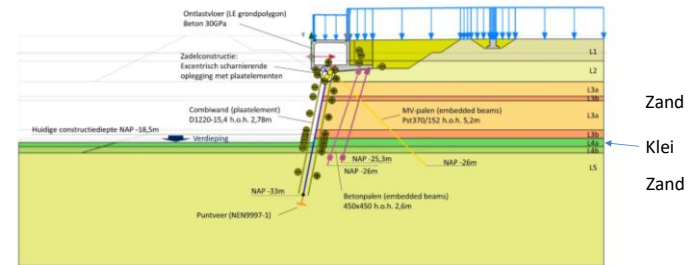 Ontlastvloer (LE grondpolygon)
Beton 30GPa
Y
Zadelconstructie:
Excentrisch scharnierende
oplegging met plaatelementen
L1
L2
Combiwand (plaatelement)
D1220-15,4 h.o.h. 2,78m
MV-palen (embedded beams)
Pst370/152 h.o.h. 5,2m
L3a
L3b
L3a
Zand
Huidige constructiediepte NAP -18,5m
Verdieping
L3b
L4a
L4b
Klei
NAP -25,3m
NAP -26m
NAP -26m
L5
Zand
NAP -33m
Betonpalen (embedded beams)
450x450 h.o.h. 2,6m
Puntveer (NEN9997-1)